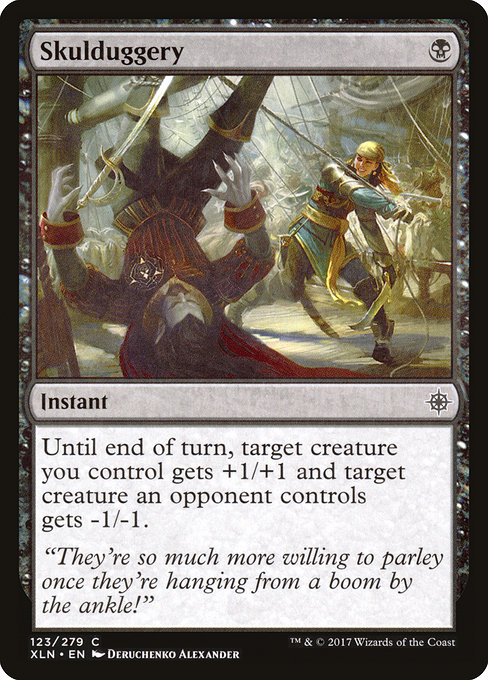 Skulduggery
Instant
Until end of turn, target creature
you control gets +1/+1 and target
creature an opponent controls
gets -1/-1.
“They’re so much more willing to parley
once they’re hanging from a boom by
the ankle!”
123/279 C
XLN • EN DERUCHENKO ALEXANDER
™ & © 2017 Wizards of the Coast